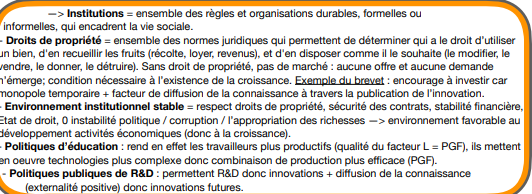 —> Institutions = ensemble des règles et organisations durables, formelles ou
informelles, qui encadrent la vie sociale.
- Droits de propriété = ensemble des normes juridiques qui permettent de déterminer qui a le droit d'utiliser
un bien, d'en recueillir les fruits (récolte, loyer, revenus), et d'en disposer comme il le souhaite (le modifier, le
vendre, le donner, le détruire). Sans droit de propriété, pas de marché : aucune offre et aucune demande
n'émerge; condition nécessaire à l'existence de la croissance. Exemple du brevet : encourage à investir car
monopole temporaire + facteur de diffusion de la connaissance à travers la publication de l'innovation.
- Environnement institutionnel stable = respect droits de propriété, sécurité des contrats, stabilité financière,
Etat de droit, 0 instabilité politique / corruption / l'appropriation des richesses —> environnement favorable au
développement activités économiques (donc à la croissance).
- Politiques d'éducation : rend en effet les travailleurs plus productifs (qualité du facteur L = PGF), ils mettent
en oeuvre technologies plus complexe donc combinaison de production plus efficace (PGF).
- Politiques publiques de R&D : permettent R&D donc innovations + diffusion de la connaissance
(externalité positive) donc innovations futures.